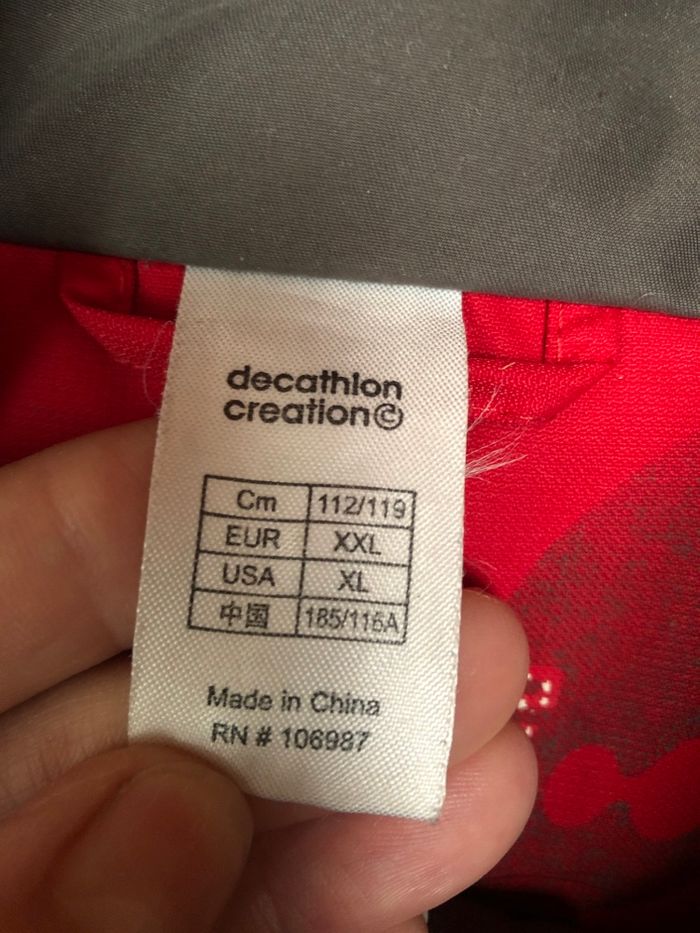 decathlon
creation©
Cm 112/119
EUR XXL
USA XL
中国 185/116A
Made in China
RN # 106987